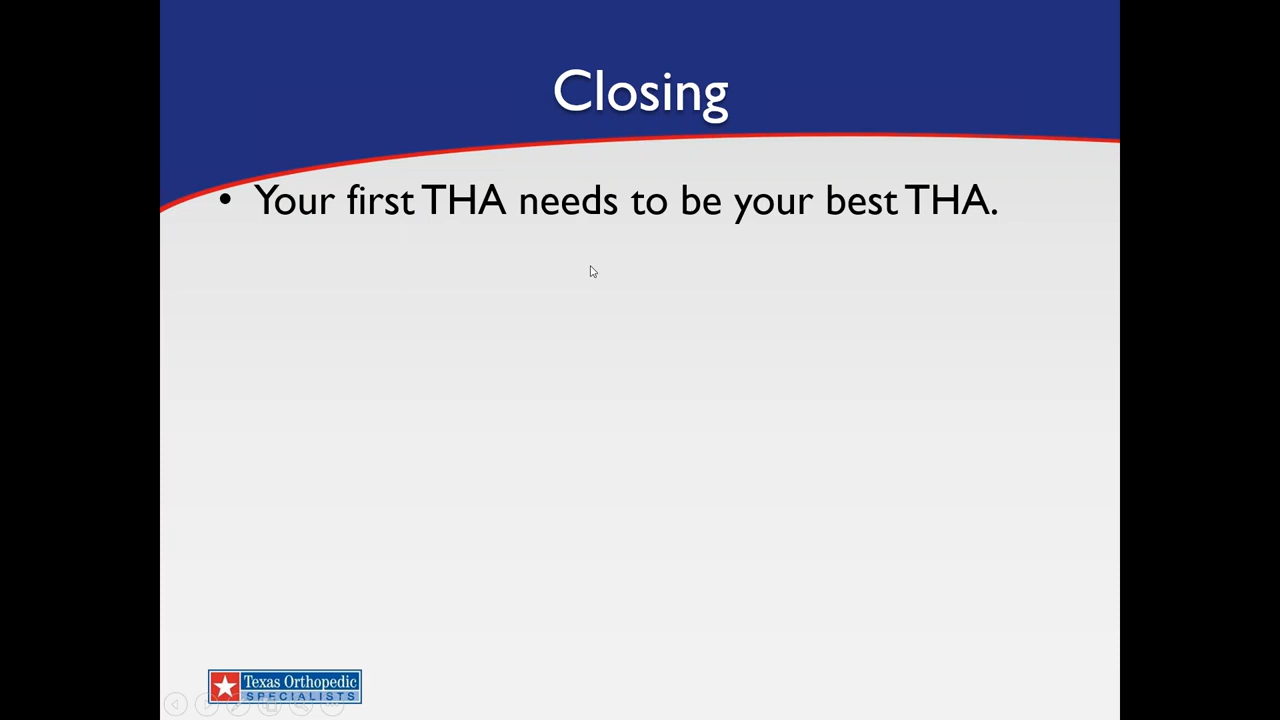 Closing
• Your first THA needs to be your best THA.
Texas Orthopedic
SPECIALISTS